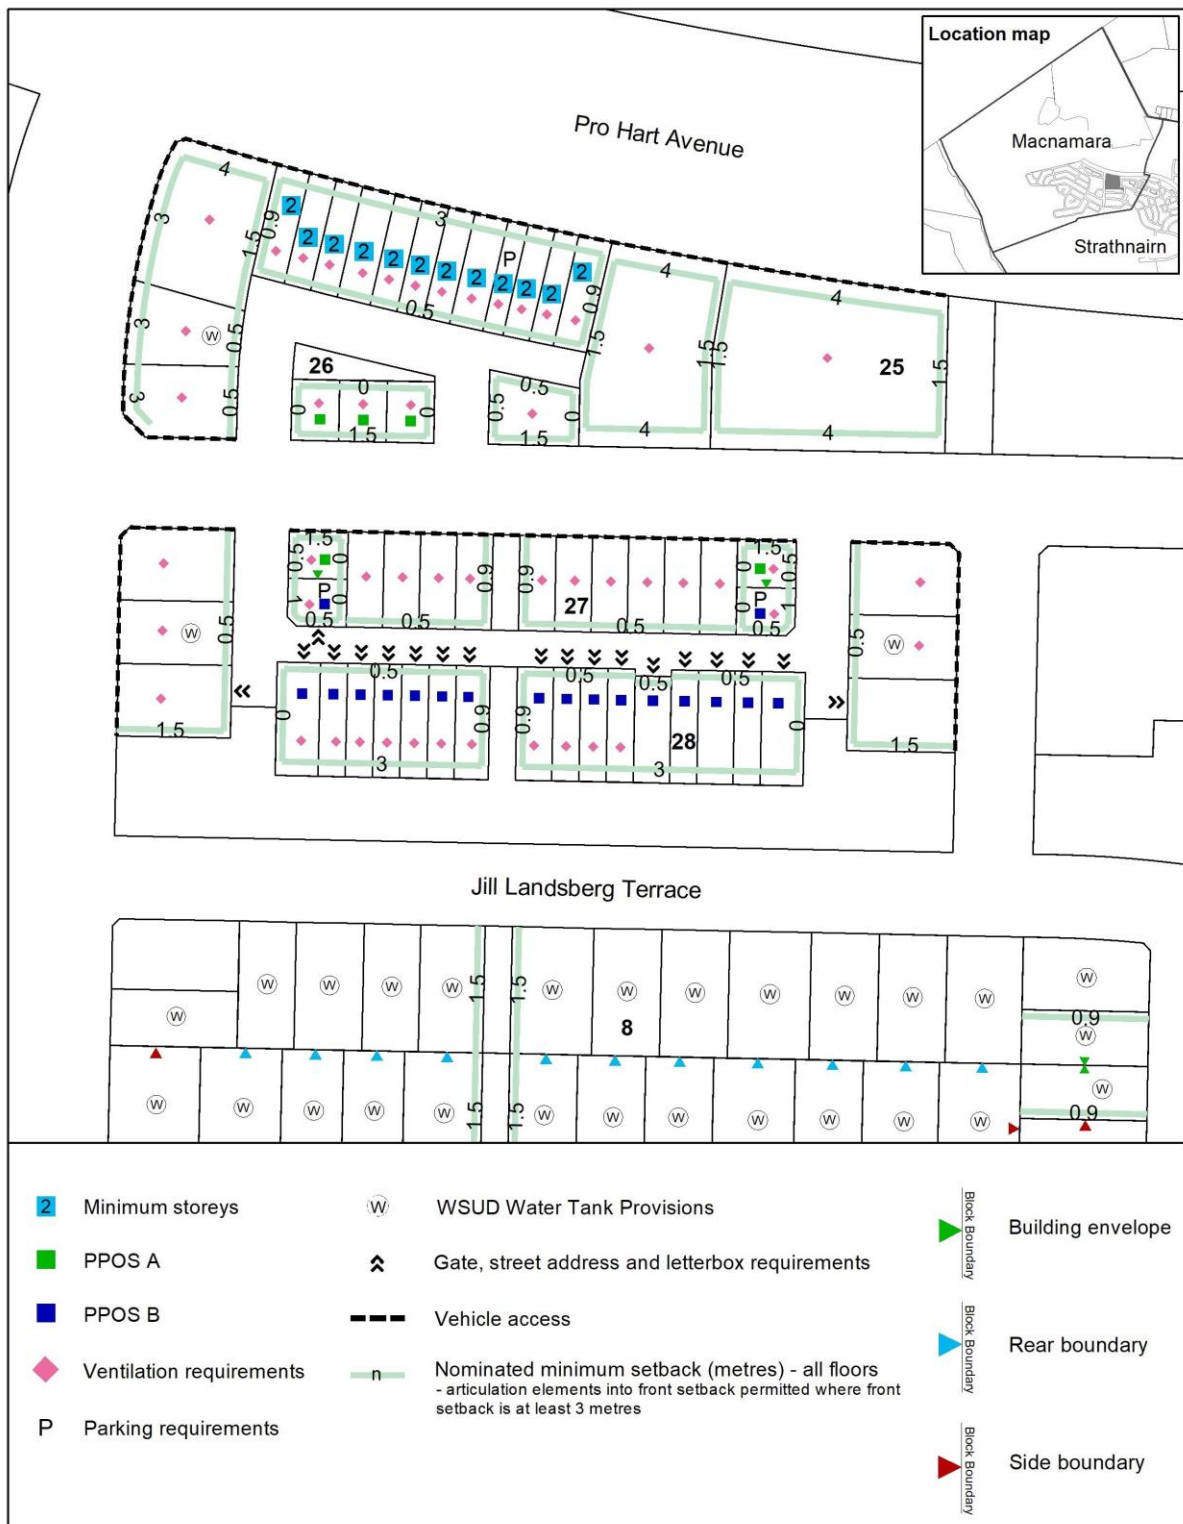 Location map
Macnamara
Strathnairn
Pro Hart Avenue
4
3
0.9
3
2
2
2
2
2
2
2
2
2
2
2
2
P
1.5
0.9
0.5
4
4
3
W
0.5
1.5
1.5
1.5
25
1.5
3
0.5
26
0
0
0
1.5
0.5
0.5
0
1.5
4
4
1.5
0.5
0
P
1
0
0.5
0.5
0.9
0.9
27
0.5
1.5
0
0.5
P
0
1
0.5
W
0.5
1.5
0.5
W
1.5
0.5
0
0.9
3
0.5
0.5
0.5
0.9
0
28
3
Jill Landsberg Terrace
W
W
W
W
W
1.5
1.5
W
W
W
W
W
W
W
W
8
0.9
W
W
W
W
W
W
1.5
1.5
W
W
W
W
W
W
W
W
0.9
2 Minimum storeys
PPOS A
PPOS B
Ventilation requirements
P Parking requirements
W WSUD Water Tank Provisions
Gate, street address and letterbox requirements
Vehicle access
n Nominated minimum setback (metres) - all floors
- articulation elements into front setback permitted where front
setback is at least 3 metres
Block Boundary
Building envelope
Block Boundary
Rear boundary
Block Boundary
Side boundary